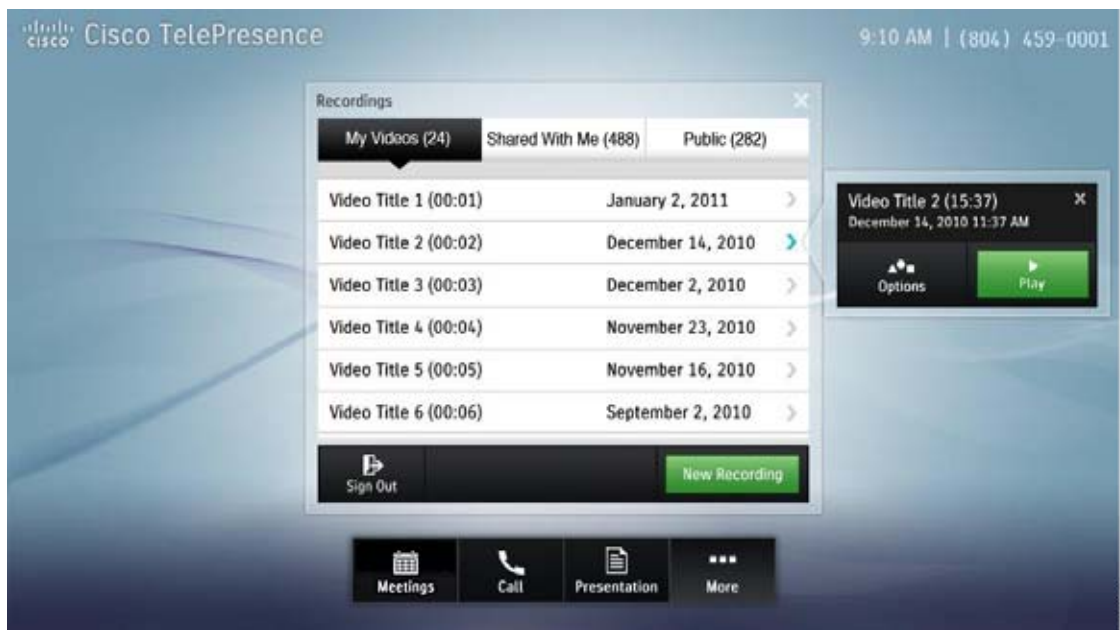 CISCO Cisco TelePresence
9:10 AM | (804) 459-0001
Recordings
My Videos (24) Shared With Me (488) Public (282)
Video Title 1 (00:01) January 2, 2011
Video Title 2 (00:02) December 14, 2010
Video Title 3 (00:03) December 2, 2010
Video Title 4 (00:04) November 23, 2010
Video Title 5 (00:05) November 16, 2010
Video Title 6 (00:06) September 2, 2010
Sign Out New Recording
Video Title 2 (15:37)
December 14, 2010 11:37 AM
Options Play
Meetings Call Presentation More